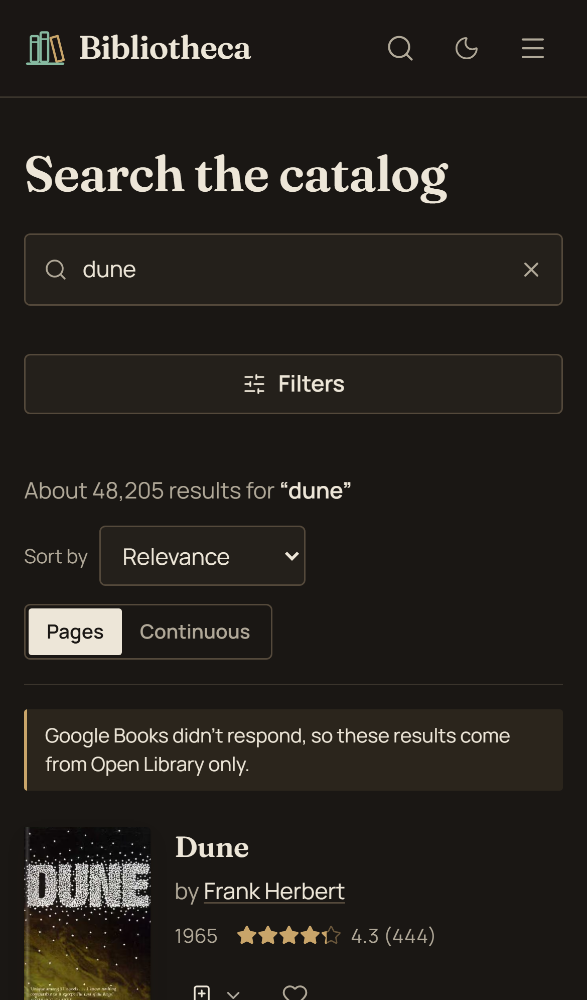 Bibliotheca
Search the catalog
dune
Filters
About 48,205 results for “dune”
Sort by Relevance
Pages Continuous
Google Books didn’t respond, so these results come
from Open Library only.
DUNE
'Unique among SF novels . . . I know nothing
comparable to it except The Lord of the Rings.'
ARTHUR C. CLARKE
Dune
by Frank Herbert
1965 4.3 (444)